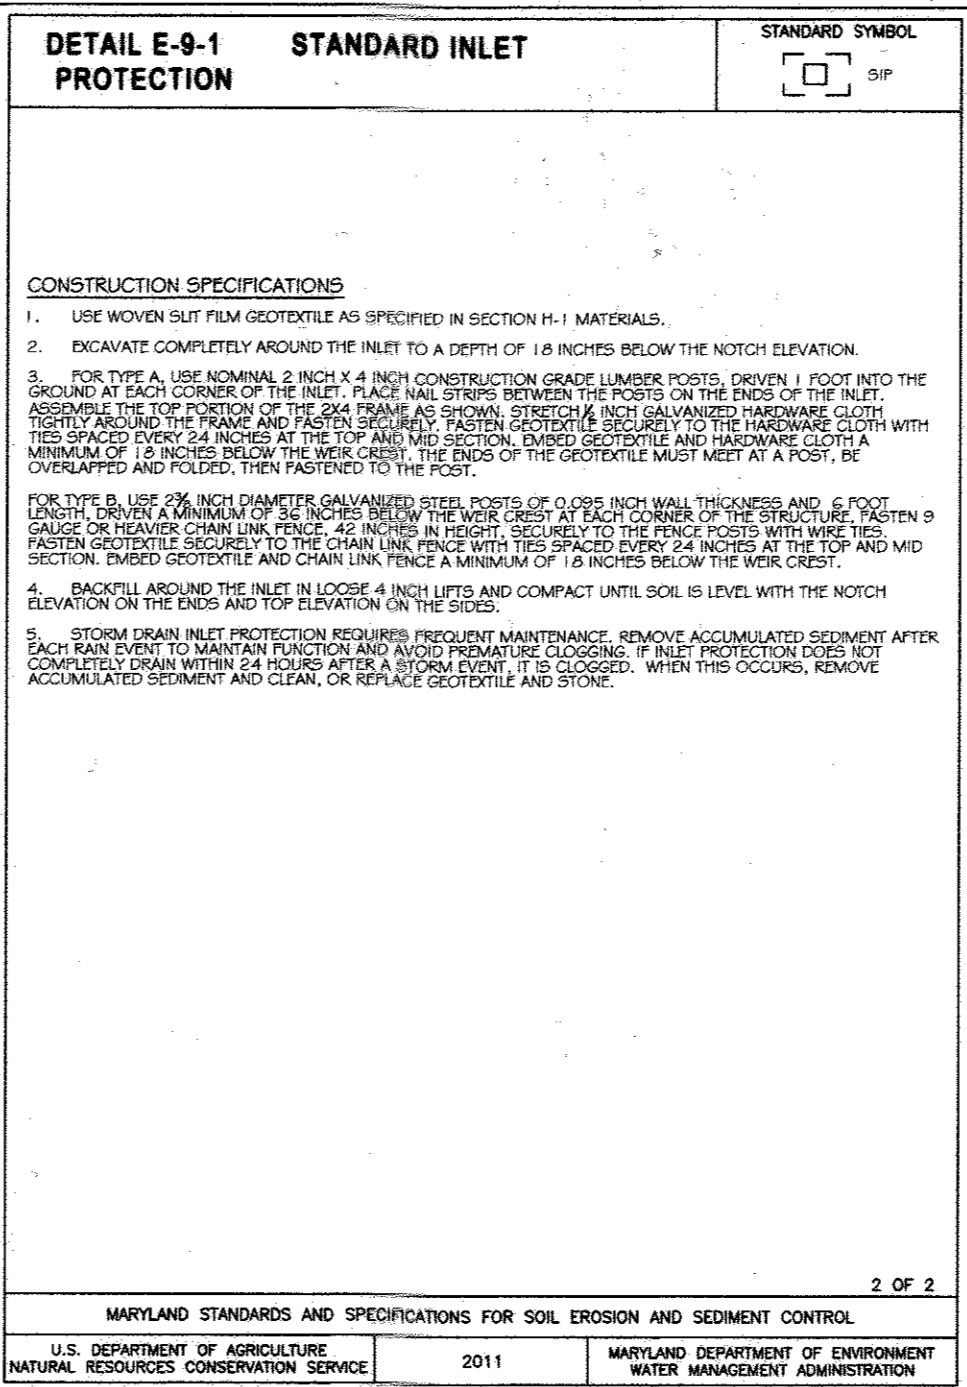 DETAIL E-9-1 STANDARD INLET
PROTECTION
STANDARD SYMBOL
SIP
CONSTRUCTION SPECIFICATIONS
1. USE WOVEN SLIT FILM GEOTEXTILE AS SPECIFIED IN SECTION H-1 MATERIALS.
2. EXCAVATE COMPLETELY AROUND THE INLET TO A DEPTH OF 18 INCHES BELOW THE NOTCH ELEVATION.
3. FOR TYPE A, USE NOMINAL 2 INCH X 4 INCH CONSTRUCTION GRADE LUMBER POSTS, DRIVEN 1 FOOT INTO THE
GROUND AT EACH CORNER OF THE INLET. PLACE NAIL STRIPS BETWEEN THE POSTS ON THE ENDS OF THE INLET.
ASSEMBLE THE TOP PORTION OF THE 2X4 FRAME AS SHOWN. STRETCH ½ INCH GALVANIZED HARDWARE CLOTH
TIGHTLY AROUND THE FRAME AND FASTEN SECURELY. FASTEN GEOTEXTILE SECURELY TO THE HARDWARE CLOTH WITH
TIES SPACED EVERY 24 INCHES AT THE TOP AND MID SECTION. EMBED GEOTEXTILE AND HARDWARE CLOTH A
MINIMUM OF 18 INCHES BELOW THE WEIR CREST. THE ENDS OF THE GEOTEXTILE MUST MEET AT A POST, BE
OVERLAPPED AND FOLDED, THEN FASTENED TO THE POST.
FOR TYPE B, USE 2⅜ INCH DIAMETER GALVANIZED STEEL POSTS OF 0.095 INCH WALL THICKNESS AND 6 FOOT
LENGTH, DRIVEN A MINIMUM OF 36 INCHES BELOW THE WEIR CREST AT EACH CORNER OF THE STRUCTURE. FASTEN 9
GAUGE OR HEAVIER CHAIN LINK FENCE, 42 INCHES IN HEIGHT, SECURELY TO THE FENCE POSTS WITH WIRE TIES.
FASTEN GEOTEXTILE SECURELY TO THE CHAIN LINK FENCE WITH TIES SPACED EVERY 24 INCHES AT THE TOP AND MID
SECTION. EMBED GEOTEXTILE AND CHAIN LINK FENCE A MINIMUM OF 18 INCHES BELOW THE WEIR CREST.
4. BACKFILL AROUND THE INLET IN LOOSE 4 INCH LIFTS AND COMPACT UNTIL SOIL IS LEVEL WITH THE NOTCH
ELEVATION ON THE ENDS AND TOP ELEVATION ON THE SIDES.
5. STORM DRAIN INLET PROTECTION REQUIRES FREQUENT MAINTENANCE. REMOVE ACCUMULATED SEDIMENT AFTER
EACH RAIN EVENT TO MAINTAIN FUNCTION AND AVOID PREMATURE CLOGGING. IF INLET PROTECTION DOES NOT
COMPLETELY DRAIN WITHIN 24 HOURS AFTER A STORM EVENT, IT IS CLOGGED. WHEN THIS OCCURS, REMOVE
ACCUMULATED SEDIMENT AND CLEAN, OR REPLACE GEOTEXTILE AND STONE.
2 OF 2
MARYLAND STANDARDS AND SPECIFICATIONS FOR SOIL EROSION AND SEDIMENT CONTROL
U.S. DEPARTMENT OF AGRICULTURE
NATURAL RESOURCES CONSERVATION SERVICE
2011
MARYLAND DEPARTMENT OF ENVIRONMENT
WATER MANAGEMENT ADMINISTRATION